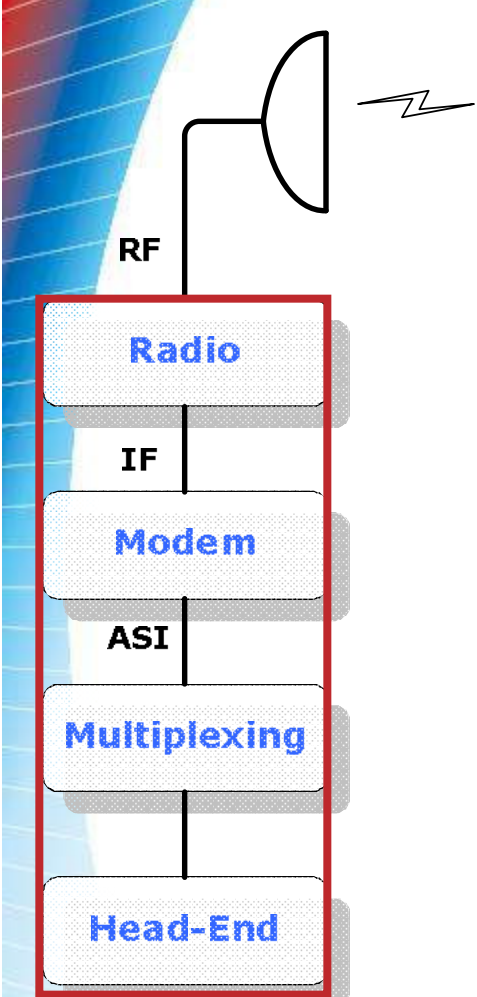 RF
Radio
IF
Modem
ASI
Multiplexing
Head-End